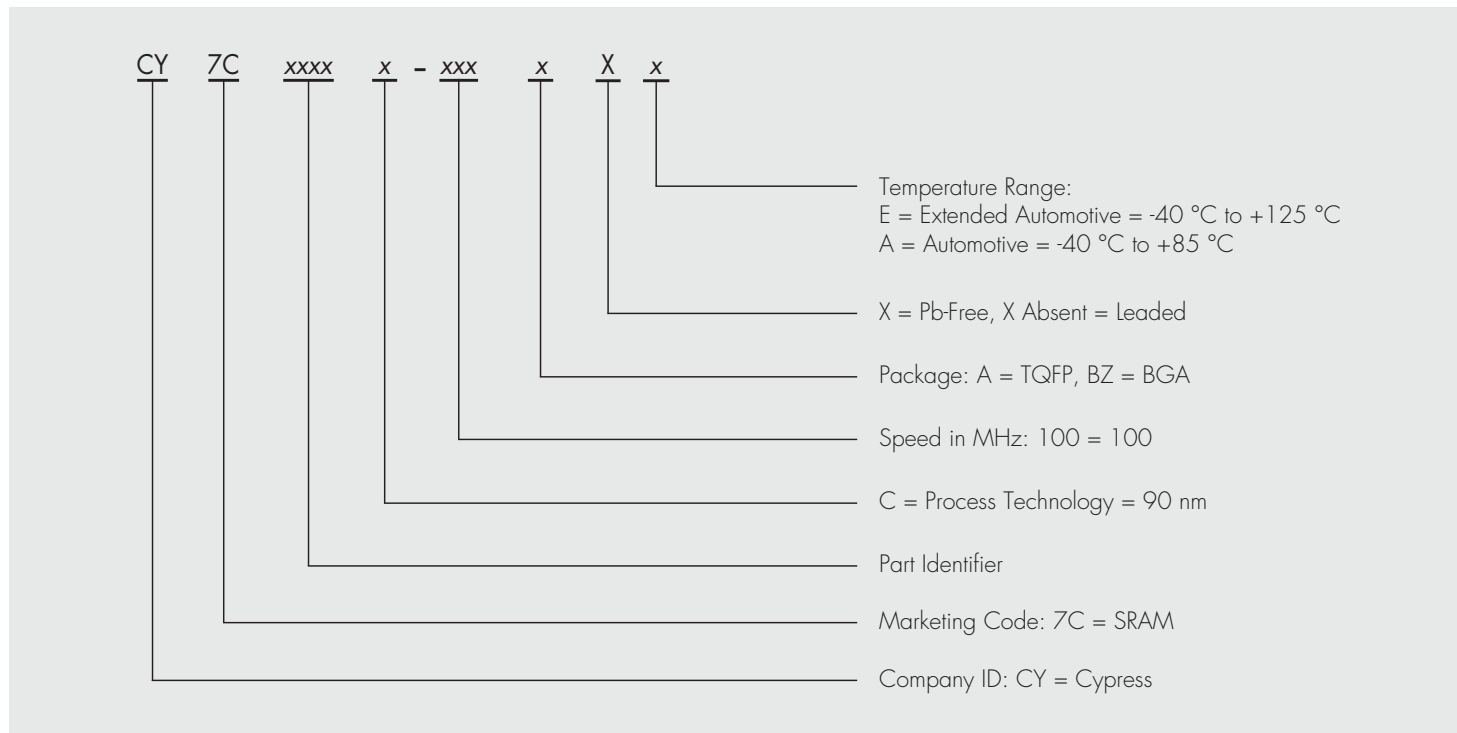 CY 7C xxxx x - xxx x X x
Temperature Range:
E = Extended Automotive = -40 °C to +125 °C
A = Automotive = -40 °C to +85 °C
X = Pb-Free, X Absent = Leaded
Package: A = TQFP, BZ = BGA
Speed in MHz: 100 = 100
C = Process Technology = 90 nm
Part Identifier
Marketing Code: 7C = SRAM
Company ID: CY = Cypress